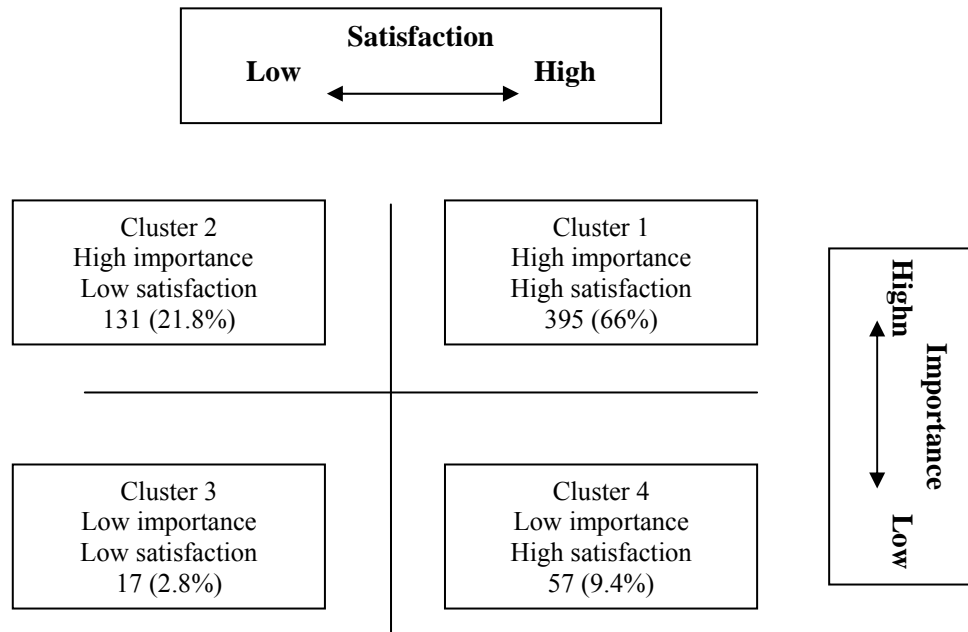 Satisfaction
Low High
Cluster 2
High importance
Low satisfaction
131 (21.8%)
Cluster 1
High importance
High satisfaction
395 (66%)
Highn
Importance
Low
Cluster 3
Low importance
Low satisfaction
17 (2.8%)
Cluster 4
Low importance
High satisfaction
57 (9.4%)